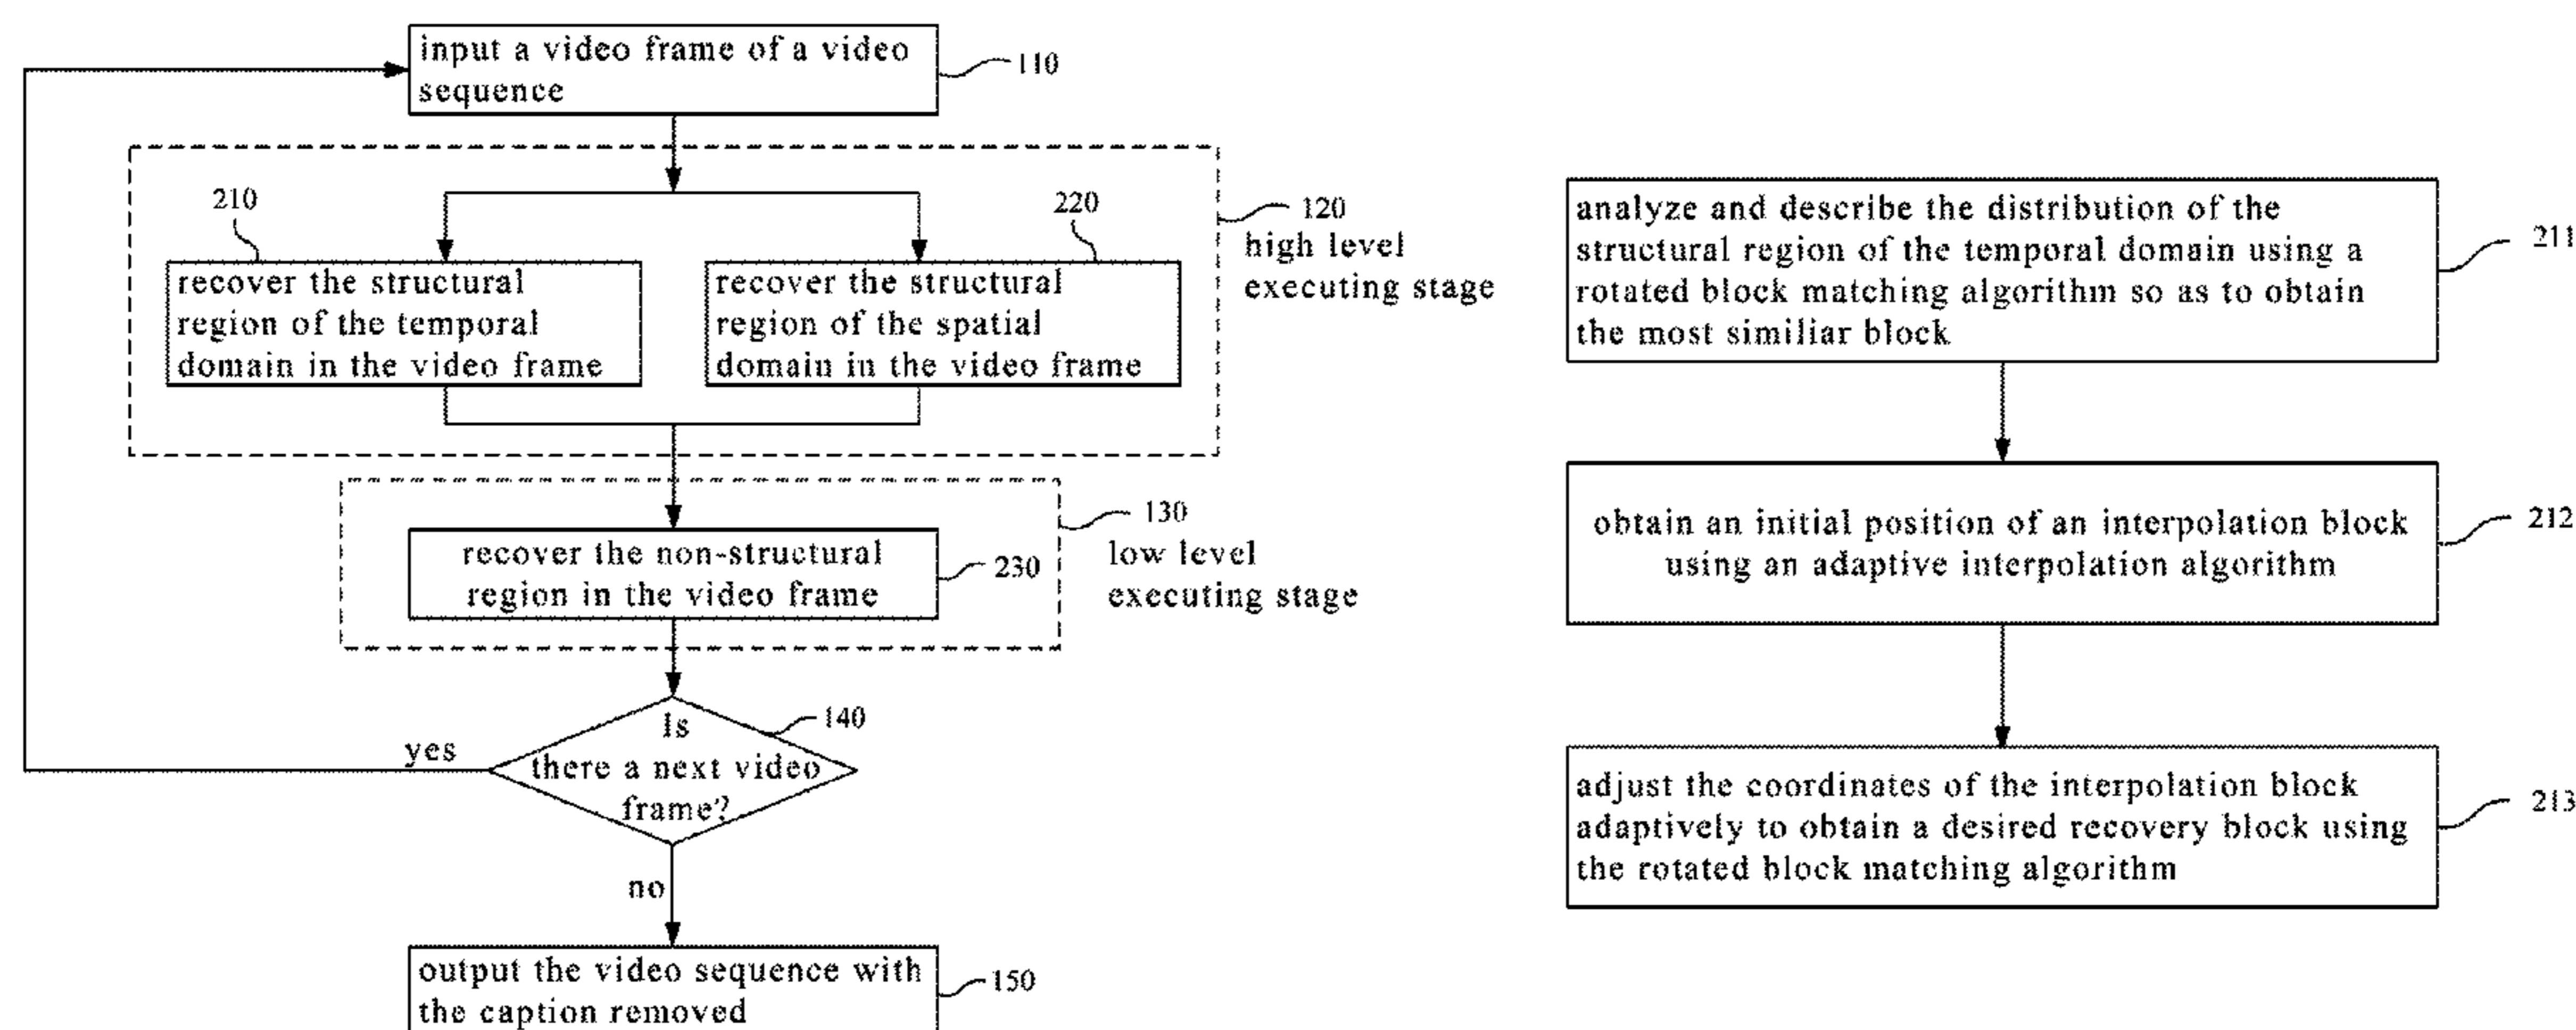 input a video frame of a video
sequence
110
210
220
120
high level
executing stage
recover the structural
region of the temporal
domain in the video frame
recover the structural
region of the spatial
domain in the video frame
130
low level
executing stage
recover the non-structural
region in the video frame
230
140
Is
there a next video
frame?
yes
no
output the video sequence with
the caption removed
150
analyze and describe the distribution of the
structural region of the temporal domain using a
rotated block matching algorithm so as to obtain
the most similiar block
211
obtain an initial position of an interpolation block
using an adaptive interpolation algorithm
212
adjust the coordinates of the interpolation block
adaptively to obtain a desired recovery block using
the rotated block matching algorithm
213